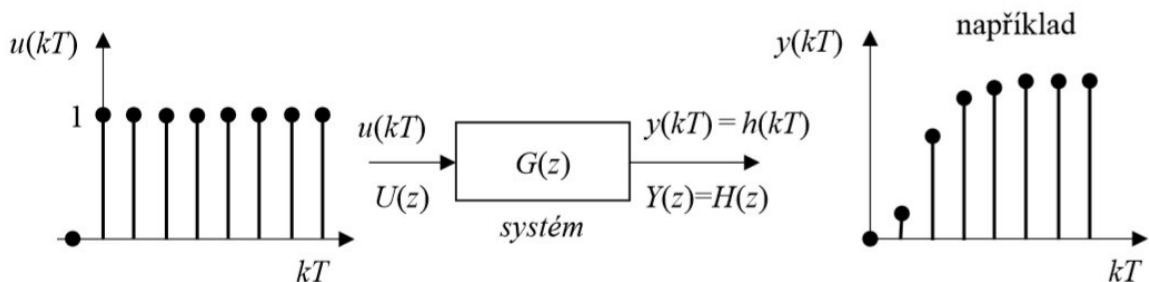 u(kT)
1
kT
u(kT)
U(z)
G(z)
systém
y(kT) = h(kT)
Y(z)=H(z)
například
y(kT)
kT